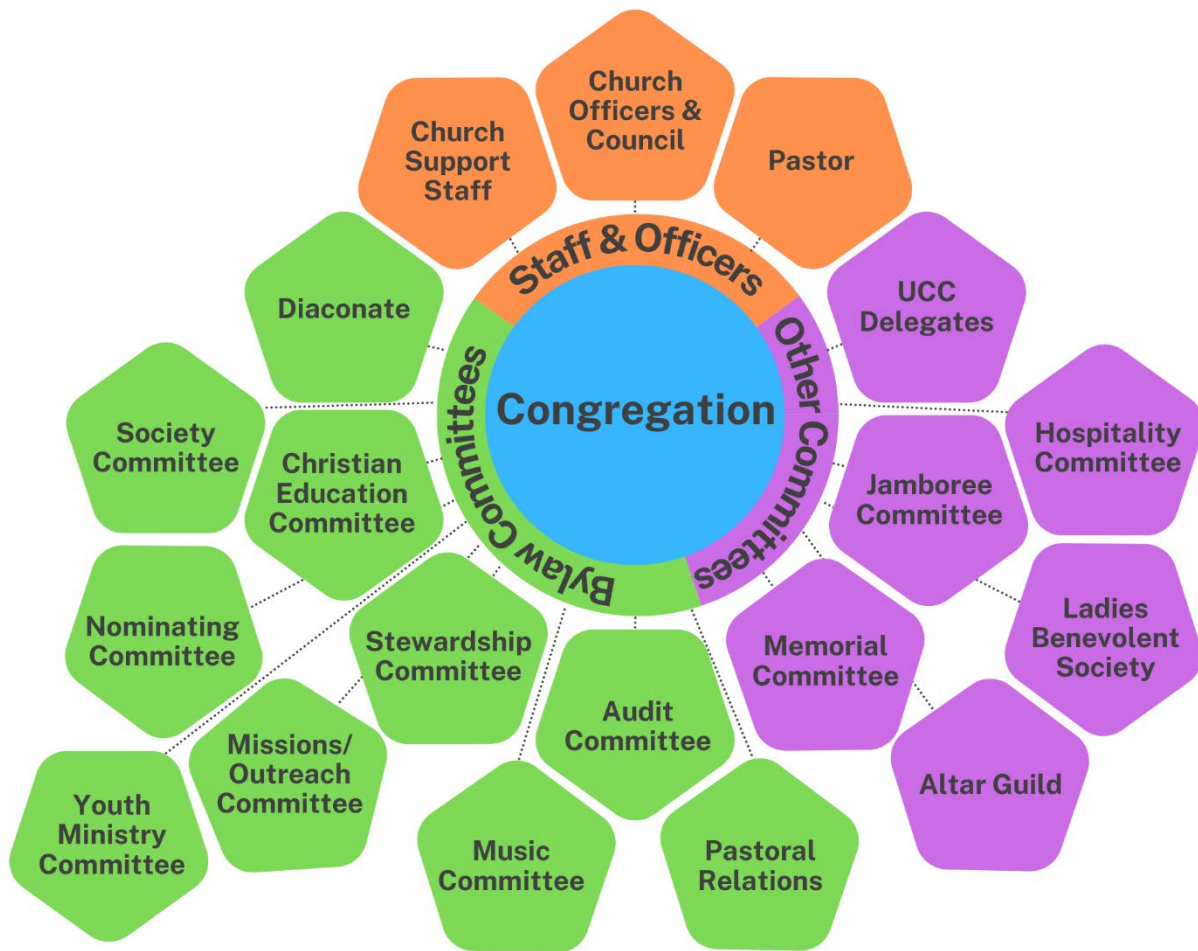 Church
Officers &
Council
Church
Support
Staff
Pastor
Staff & Officers
Diaconate
UCC
Delegates
Bylaw Committees
Congregation
Other Committees
Society
Committee
Christian
Education
Committee
Jamboree
Committee
Hospitality
Committee
Nominating
Committee
Stewardship
Committee
Memorial
Committee
Ladies
Benevolent
Society
Audit
Committee
Missions/
Outreach
Committee
Altar Guild
Youth
Ministry
Committee
Music
Committee
Pastoral
Relations